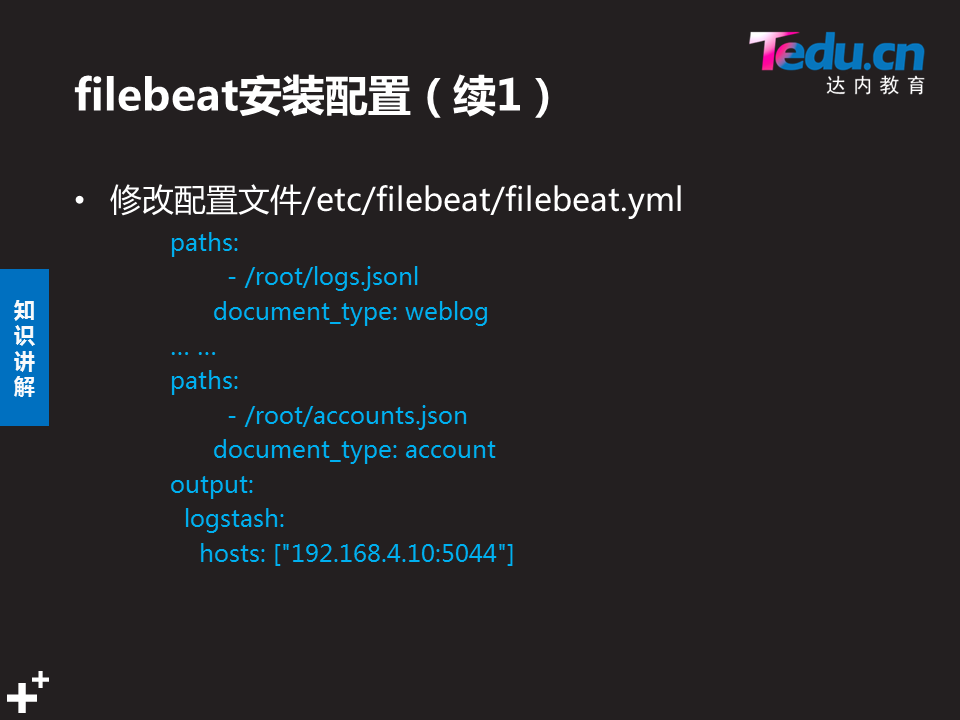 Tedu.cn
达内教育
filebeat安装配置（续1）
• 修改配置文件/etc/filebeat/filebeat.yml
paths:
- /root/logs.jsonl
document_type: weblog
... ...
paths:
- /root/accounts.json
document_type: account
output:
logstash:
hosts: ["192.168.4.10:5044"]
知识讲解